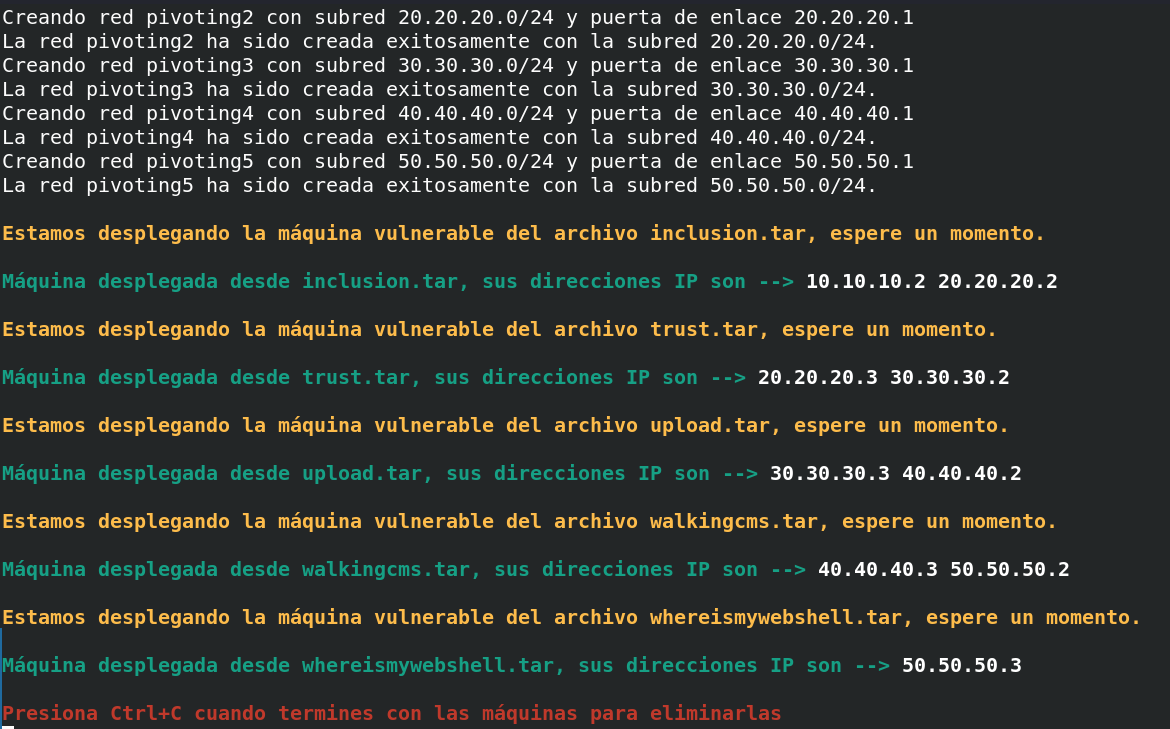 Creando red pivoting2 con subred 20.20.20.0/24 y puerta de enlace 20.20.20.1
La red pivoting2 ha sido creada exitosamente con la subred 20.20.20.0/24.
Creando red pivoting3 con subred 30.30.30.0/24 y puerta de enlace 30.30.30.1
La red pivoting3 ha sido creada exitosamente con la subred 30.30.30.0/24.
Creando red pivoting4 con subred 40.40.40.0/24 y puerta de enlace 40.40.40.1
La red pivoting4 ha sido creada exitosamente con la subred 40.40.40.0/24.
Creando red pivoting5 con subred 50.50.50.0/24 y puerta de enlace 50.50.50.1
La red pivoting5 ha sido creada exitosamente con la subred 50.50.50.0/24.
Estamos desplegando la máquina vulnerable del archivo inclusion.tar, espere un momento.
Máquina desplegada desde inclusion.tar, sus direcciones IP son --> 10.10.10.2 20.20.20.2
Estamos desplegando la máquina vulnerable del archivo trust.tar, espere un momento.
Máquina desplegada desde trust.tar, sus direcciones IP son --> 20.20.20.3 30.30.30.2
Estamos desplegando la máquina vulnerable del archivo upload.tar, espere un momento.
Máquina desplegada desde upload.tar, sus direcciones IP son --> 30.30.30.3 40.40.40.2
Estamos desplegando la máquina vulnerable del archivo walkingcms.tar, espere un momento.
Máquina desplegada desde walkingcms.tar, sus direcciones IP son --> 40.40.40.3 50.50.50.2
Estamos desplegando la máquina vulnerable del archivo whereismywebshell.tar, espere un momento.
Máquina desplegada desde whereismywebshell.tar, sus direcciones IP son --> 50.50.50.3
Presiona Ctrl+C cuando termines con las máquinas para eliminarlas